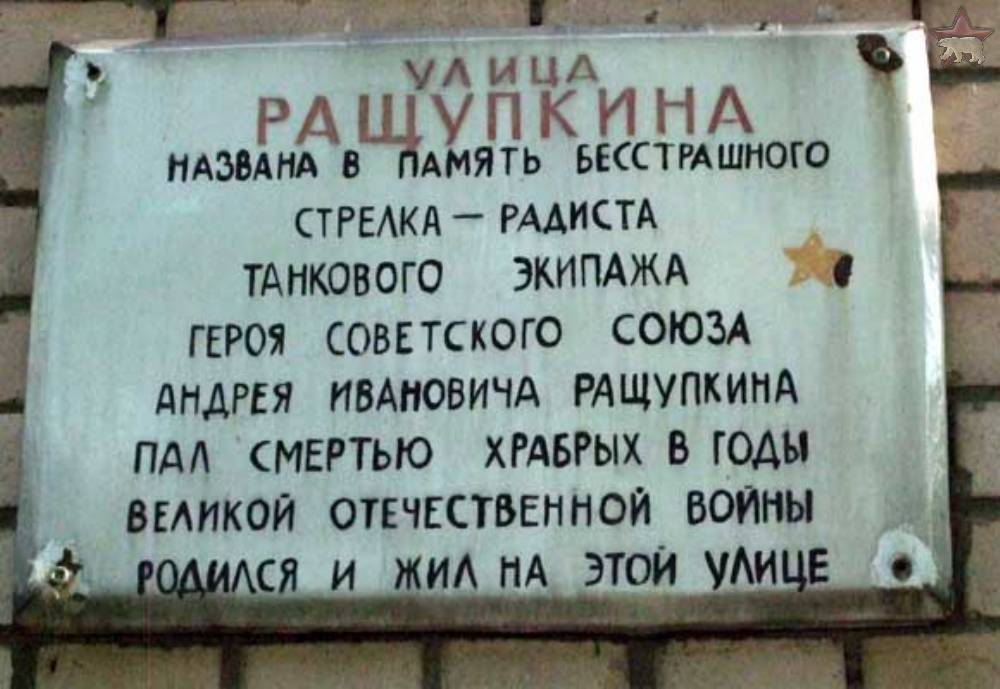 УЛИЦА
РАЩУПКИНА
НАЗВАНА В ПАМЯТЬ БЕССТРАШНОГО
СТРЕЛКА — РАДИСТА
ТАНКОВОГО ЭКИПАЖА
ГЕРОЯ СОВЕТСКОГО СОЮЗА
АНДРЕЯ ИВАНОВИЧА РАЩУПКИНА
ПАЛ СМЕРТЬЮ ХРАБРЫХ В ГОДЫ
ВЕЛИКОЙ ОТЕЧЕСТВЕННОЙ ВОЙНЫ
РОДИЛСЯ И ЖИЛ НА ЭТОЙ УЛИЦЕ